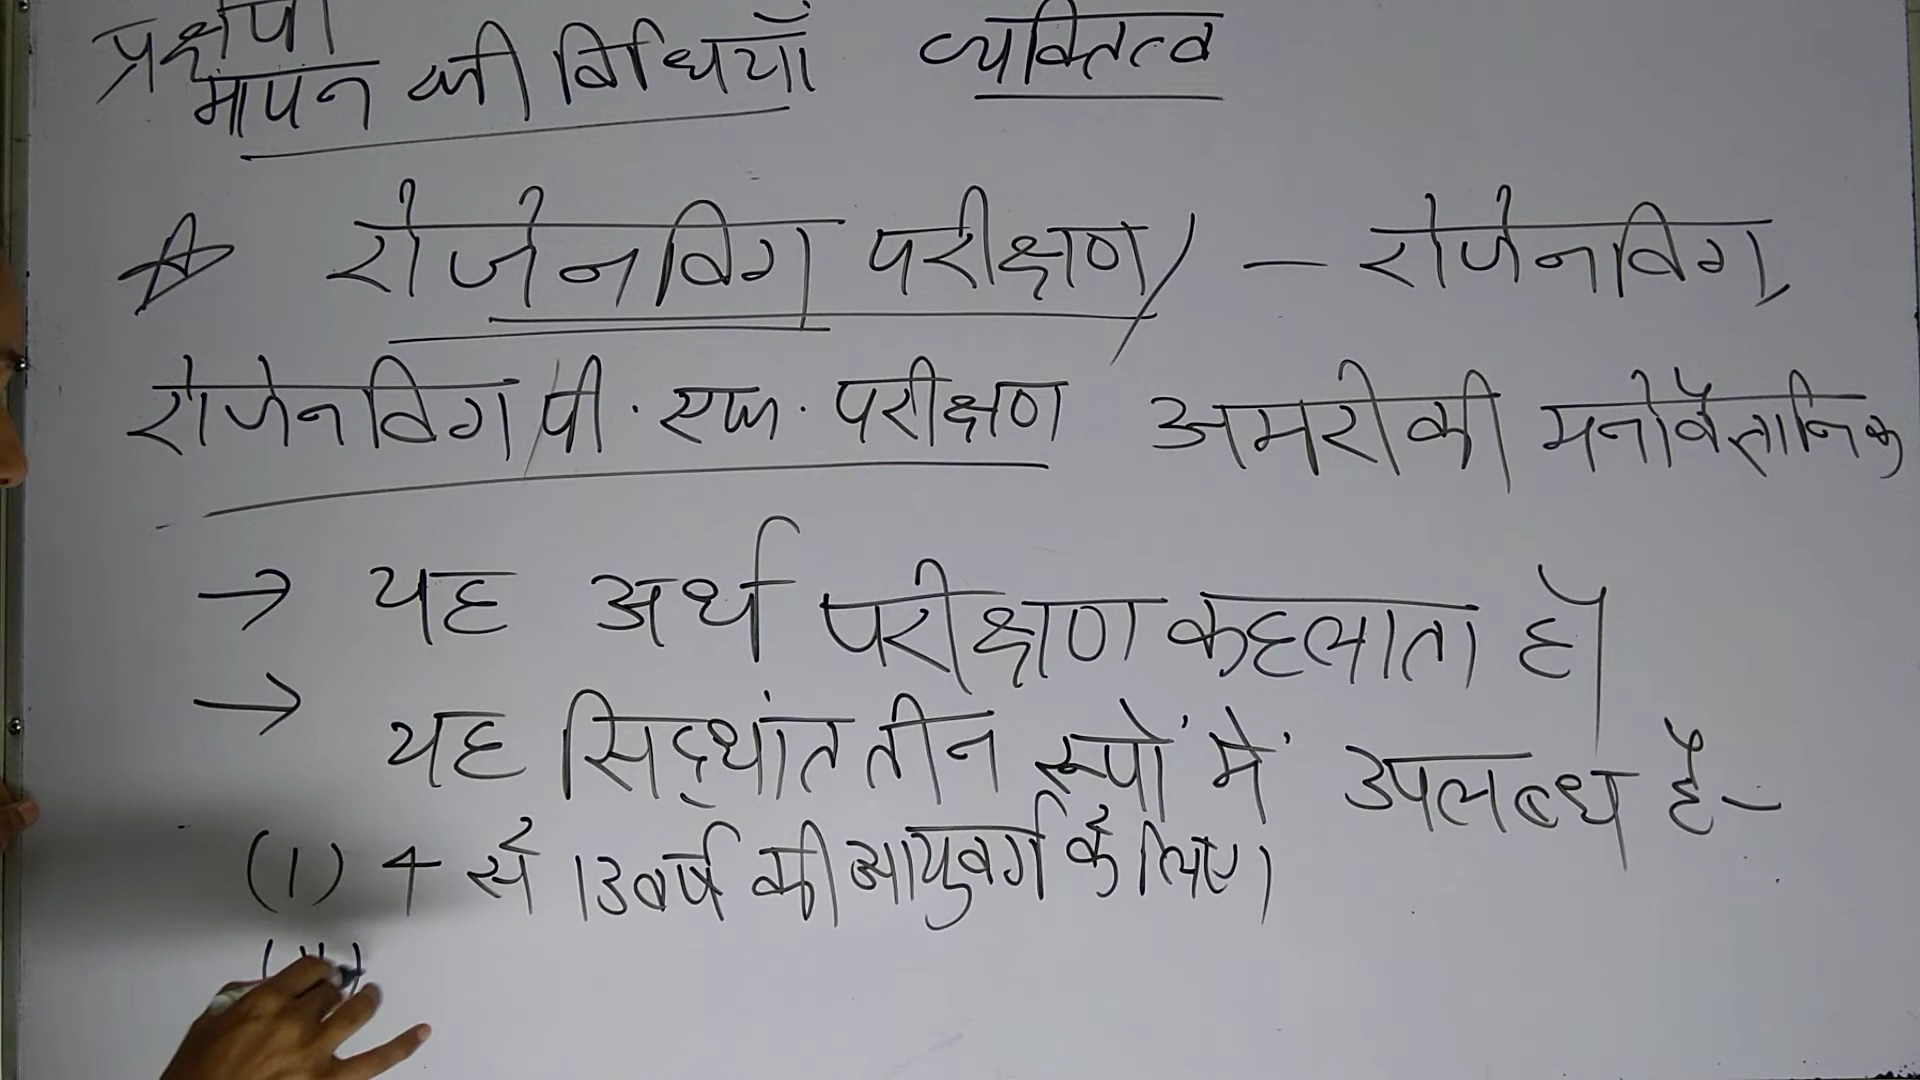 प्रक्षेपी
मापन की विधियाँ व्यक्तित्व
रोजेनविग परीक्षण/ – रोजेनविग,
रोजेनविग/पी. एफ. परीक्षण अमरीकी मनोवैज्ञानिक
→ यह अर्थ परीक्षण कहलाता है।
→ यह सिद्धांत तीन रूपों में उपलब्ध है–
(I) 4 से 13 वर्ष की आयुवर्ग के लिए।
(II)